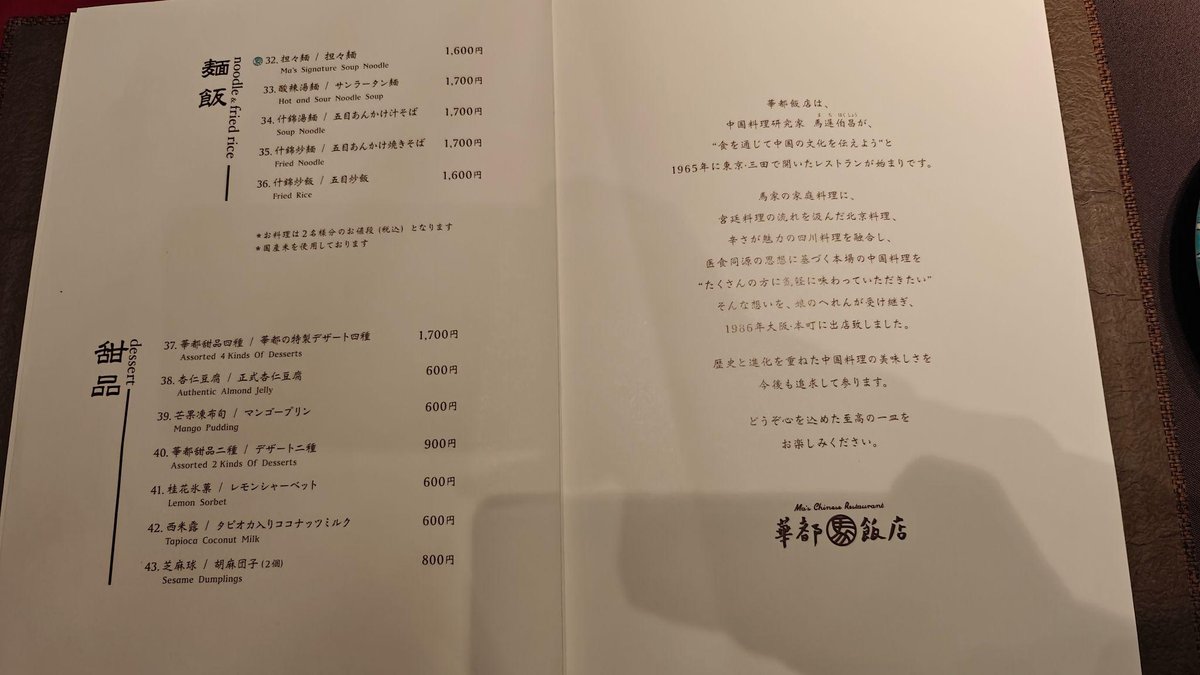 麵飯
noodle & fried rice
馬 32. 担々麺 / 担々麺 1,600円
Ma's Signature Soup Noodle
33. 酸辣湯麺 / サンラータン麺 1,700円
Hot and Sour Noodle Soup
34. 什錦湯麺 / 五目あんかけ汁そば 1,700円
Soup Noodle
35. 什錦炒麺 / 五目あんかけ焼きそば 1,700円
Fried Noodle
36. 什錦炒飯 / 五目炒飯 1,600円
Fried Rice
*お料理は2名様分のお値段 (税込) となります
*国産米を使用しております
甜品
dessert
37. 華都甜品四種 / 華都の特製デザート四種 1,700円
Assorted 4 Kinds Of Desserts
38. 杏仁豆腐 / 正式杏仁豆腐 600円
Authentic Almond Jelly
39. 芒果凍布旬 / マンゴープリン 600円
Mango Pudding
40. 華都甜品二種 / デザート二種 900円
Assorted 2 Kinds Of Desserts
41. 桂花氷菓 / レモンシャーベット 600円
Lemon Sorbet
42. 西米露 / タピオカ入りココナッツミルク 600円
Tapioca Coconut Milk
43. 芝麻球 / 胡麻団子 (2個) 800円
Sesame Dumplings
華都飯店は、
中国料理研究家 馬遅伯昌が、
ま ち はくしょう
“食を通じて中国の文化を伝えよう”と
1965年に東京・三田で開いたレストランが始まりです。
馬家の家庭料理に、
宮廷料理の流れを汲んだ北京料理、
辛さが魅力の四川料理を融合し、
医食同源の思想に基づく本場の中国料理を
“たくさんの方に気軽に味わっていただきたい”
そんな想いを、娘のへれんが受け継ぎ、
1986年大阪・本町に出店致しました。
歴史と進化を重ねた中国料理の美味しさを
今後も追求して参ります。
どうぞ心を込めた至高の一皿を
お楽しみください。
Ma's Chinese Restaurant
華都 馬 飯店